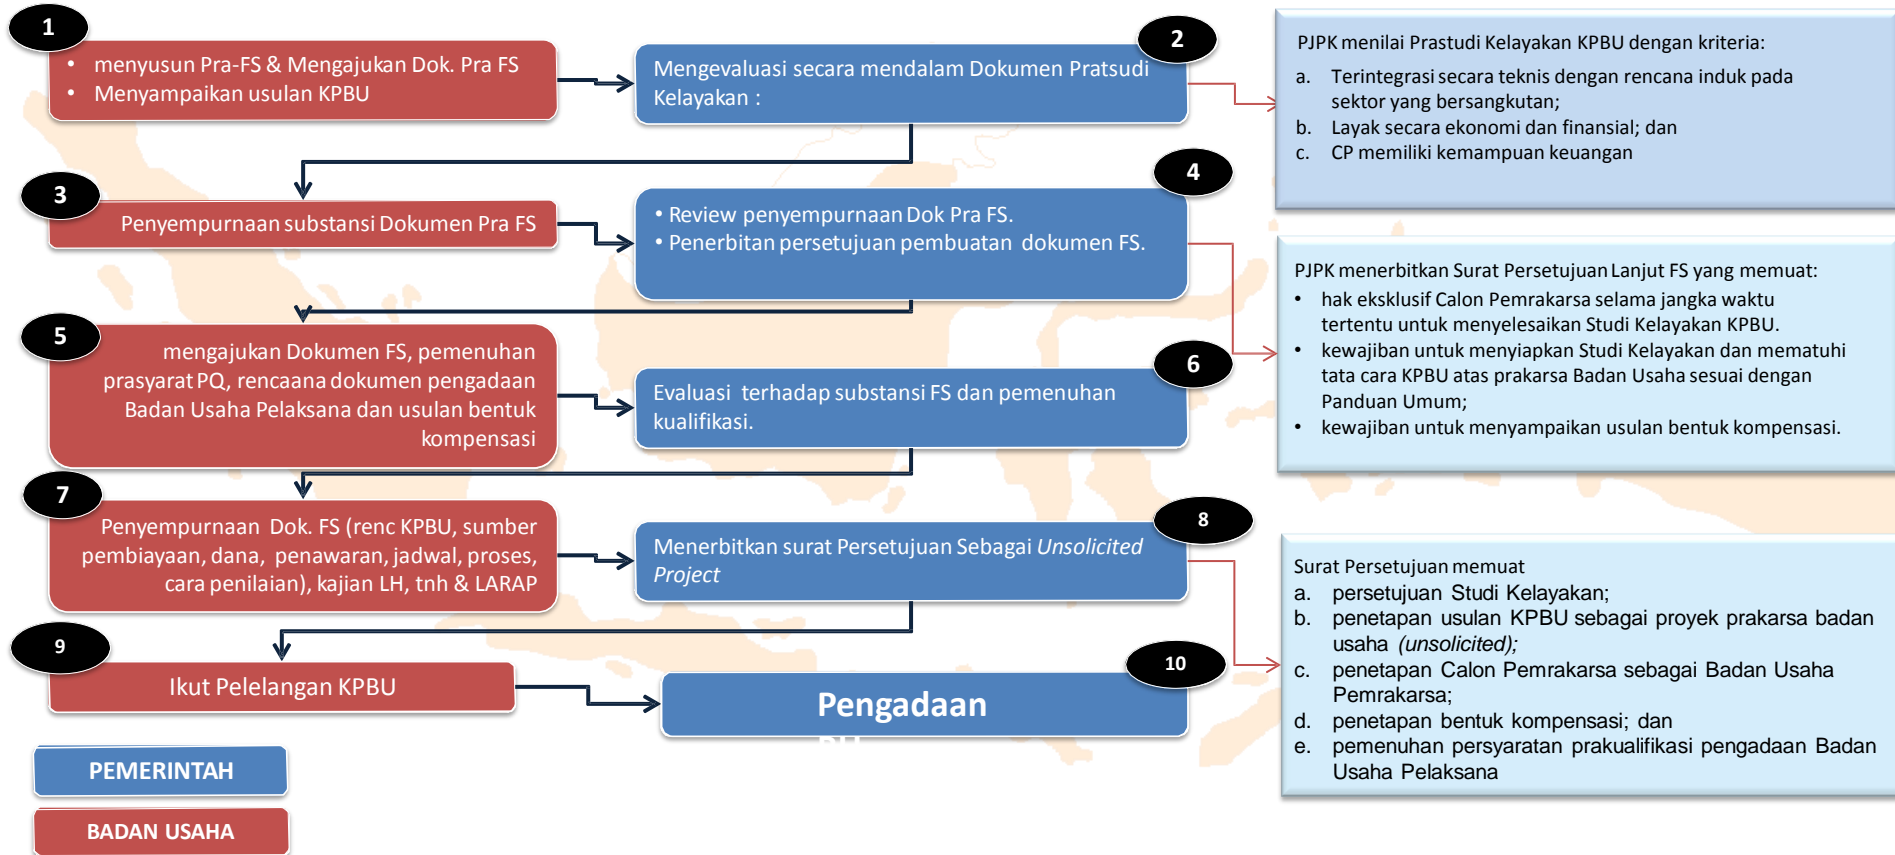 1
• menyusun Pra-FS & Mengajukan Dok. Pra FS
• Menyampaikan usulan KPBU
2
Mengevaluasi secara mendalam Dokumen Pratsudi
Kelayakan :
PJPK menilai Prastudi Kelayakan KPBU dengan kriteria:
a. Terintegrasi secara teknis dengan rencana induk pada
sektor yang bersangkutan;
b. Layak secara ekonomi dan finansial; dan
c. CP memiliki kemampuan keuangan
3
Penyempurnaan substansi Dokumen Pra FS
4
• Review penyempurnaan Dok Pra FS.
• Penerbitan persetujuan pembuatan dokumen FS.
PJPK menerbitkan Surat Persetujuan Lanjut FS yang memuat:
• hak eksklusif Calon Pemrakarsa selama jangka waktu
tertentu untuk menyelesaikan Studi Kelayakan KPBU.
• kewajiban untuk menyiapkan Studi Kelayakan dan mematuhi
tata cara KPBU atas prakarsa Badan Usaha sesuai dengan
Panduan Umum;
• kewajiban untuk menyampaikan usulan bentuk kompensasi.
5
mengajukan Dokumen FS, pemenuhan
prasyarat PQ, rencaana dokumen pengadaan
Badan Usaha Pelaksana dan usulan bentuk
kompensasi
6
Evaluasi terhadap substansi FS dan pemenuhan
kualifikasi.
7
Penyempurnaan Dok. FS (renc KPBU, sumber
pembiayaan, dana, penawaran, jadwal, proses,
cara penilaian), kajian LH, tnh & LARAP
8
Menerbitkan surat Persetujuan Sebagai Unsolicited
Project
Surat Persetujuan memuat
a. persetujuan Studi Kelayakan;
b. penetapan usulan KPBU sebagai proyek prakarsa badan
usaha (unsolicited);
c. penetapan Calon Pemrakarsa sebagai Badan Usaha
Pemrakarsa;
d. penetapan bentuk kompensasi; dan
e. pemenuhan persyaratan prakualifikasi pengadaan Badan
Usaha Pelaksana
9
Ikut Pelelangan KPBU
10
Pengadaan
PEMERINTAH
BADAN USAHA